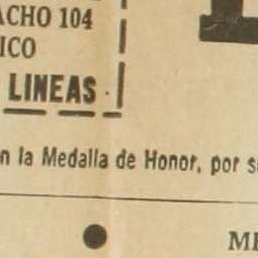 ACHO 104
ICO
LINEAS
n la Medalla de Honor, por s